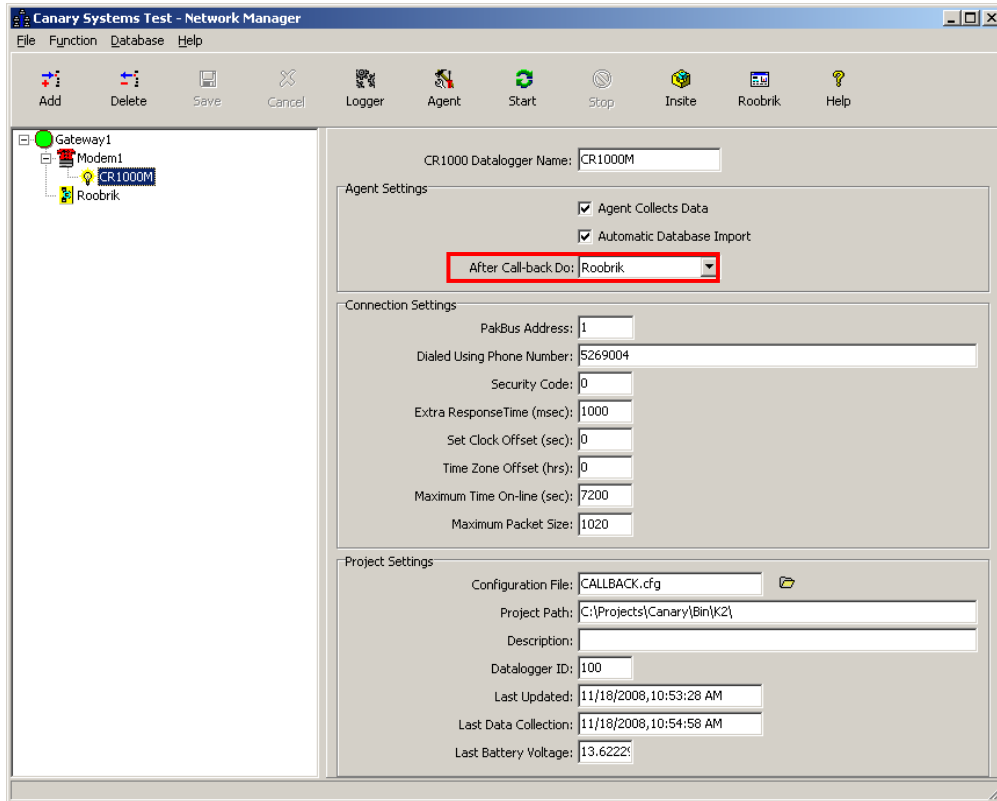 Canary Systems Test - Network Manager
File Function Database Help
Add Delete Save Cancel Logger Agent Start Stop Insite Roobrik Help
Gateway1
Modem1
CR1000M
Roobrik
CR1000 Datalogger Name: CR1000M
Agent Settings
Agent Collects Data
Automatic Database Import
After Call-back Do: Roobrik
Connection Settings
PakBus Address: 1
Dialed Using Phone Number: 5269004
Security Code: 0
Extra ResponseTime (msec): 1000
Set Clock Offset (sec): 0
Time Zone Offset (hrs): 0
Maximum Time On-line (sec): 7200
Maximum Packet Size: 1020
Project Settings
Configuration File: CALLBACK.cfg
Project Path: C:\Projects\Canary\Bin\K2\
Description:
Datalogger ID: 100
Last Updated: 11/18/2008,10:53:28 AM
Last Data Collection: 11/18/2008,10:54:58 AM
Last Battery Voltage: 13.6222